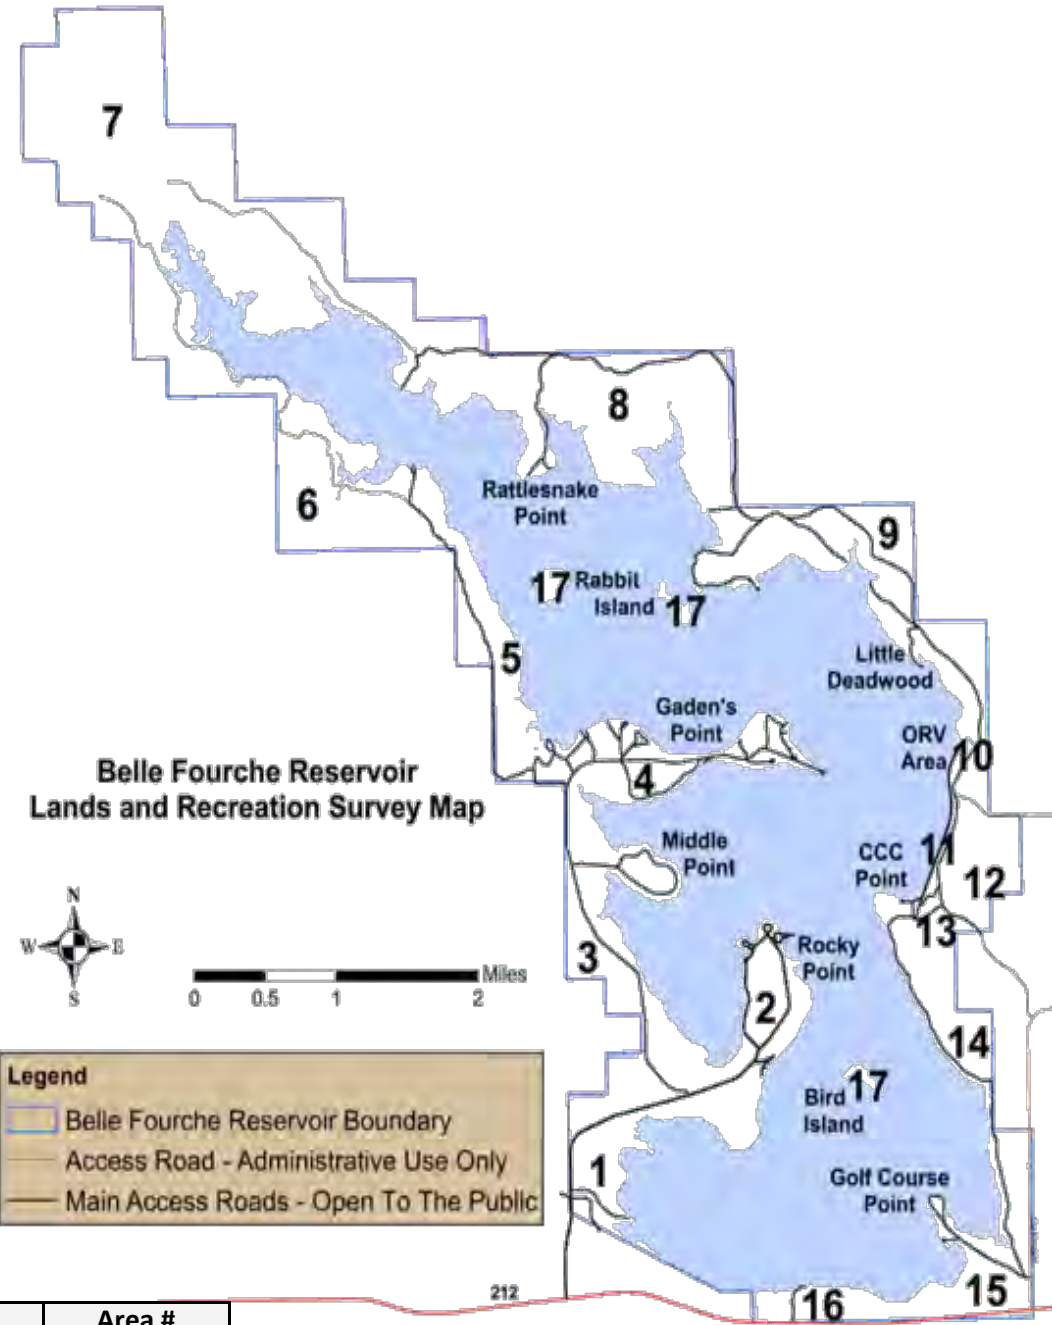 7
8
Rattlesnake
Point
6
9
17 Rabbit
Island 17
5
Little
Deadwood
Gaden's
Point
ORV
Area 10
4
Belle Fourche Reservoir
Lands and Recreation Survey Map
Middle
Point
CCC
Point
11
12
13
N
W E
S
3
Rocky
Point
Miles
0 0.5 1 2
2
14
Legend
Belle Fourche Reservoir Boundary
Access Road - Administrative Use Only
Main Access Roads - Open To The Public
Bird 17
Island
1
Golf Course
Point
212
16
15
Area #